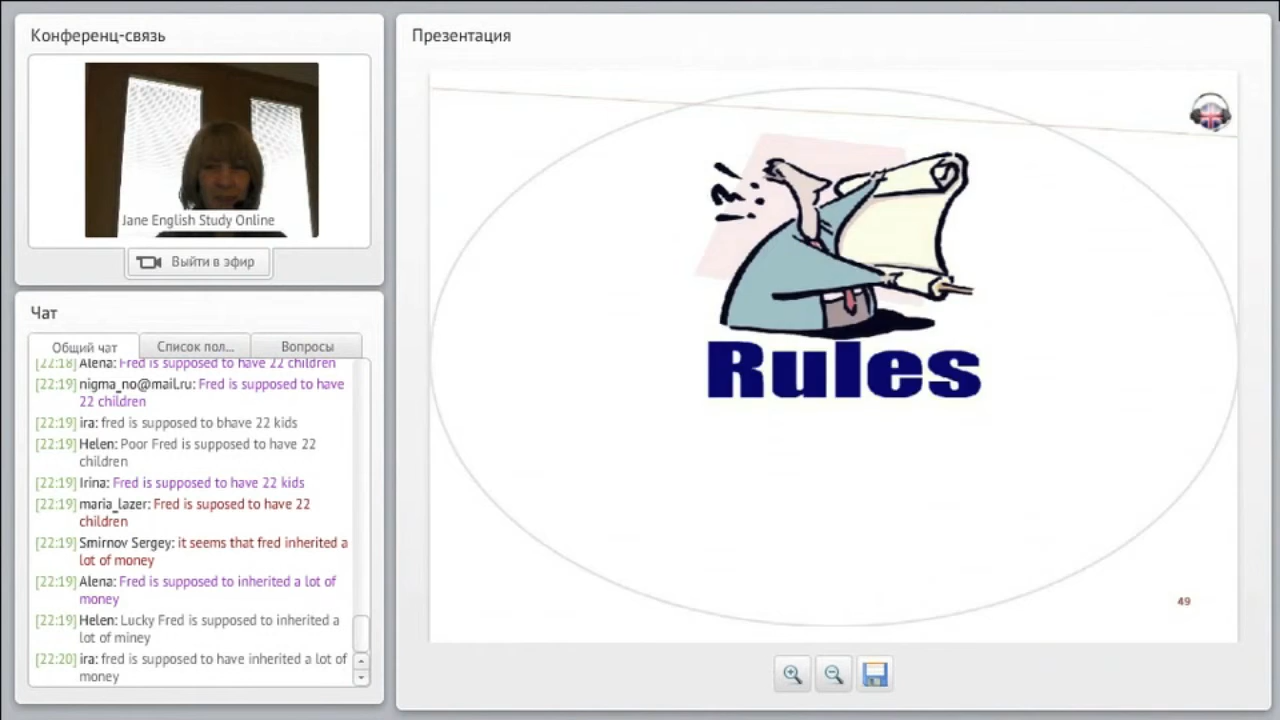 Конференц-связь
Jane English Study Online
Выйти в эфир
Чат
Общий чат
Список пол...
Вопросы
[22:18] Alena: Fred is supposed to have 22 children
[22:19] nigma_no@mail.ru: Fred is supposed to have
22 children
[22:19] ira: fred is supposed to bhave 22 kids
[22:19] Helen: Poor Fred is supposed to have 22
children
[22:19] Irina: Fred is supposed to have 22 kids
[22:19] maria_lazer: Fred is suposed to have 22
children
[22:19] Smirnov Sergey: it seems that fred inherited a
lot of money
[22:19] Alena: Fred is supposed to inherited a lot of
money
[22:19] Helen: Lucky Fred is supposed to inherited a
lot of miney
[22:20] ira: fred is supposed to have inherited a lot of
money
Презентация
Rules
49